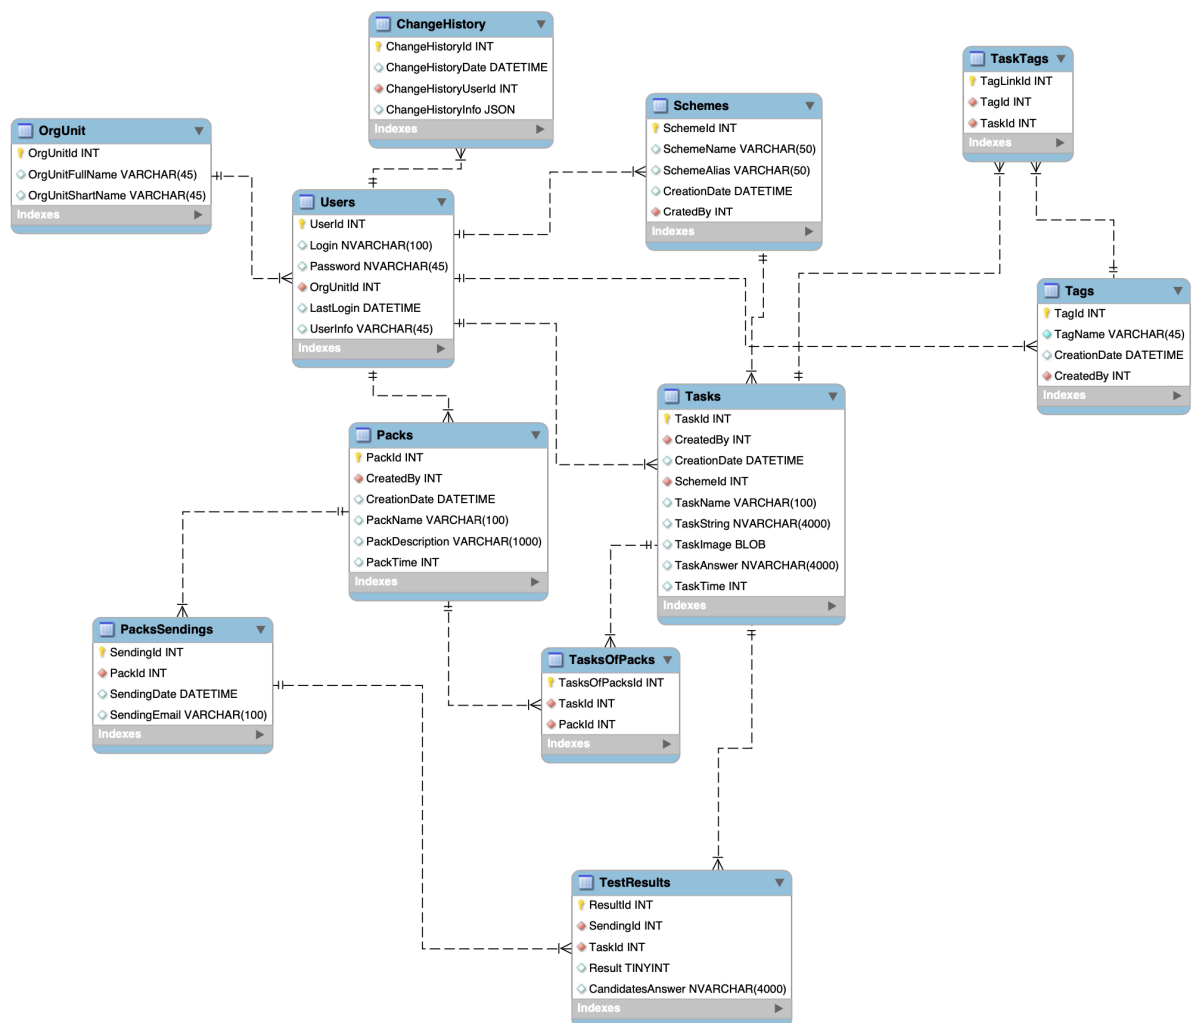 ChangeHistory
ChangeHistoryId INT
ChangeHistoryDate DATETIME
ChangeHistoryUserId INT
ChangeHistoryInfo JSON
Indexes
TaskTags
TagLinkId INT
TagId INT
TaskId INT
Indexes
Schemes
SchemeId INT
SchemeName VARCHAR(50)
SchemeAlias VARCHAR(50)
CreationDate DATETIME
CratedBy INT
Indexes
OrgUnit
OrgUnitId INT
OrgUnitFullName VARCHAR(45)
OrgUnitShartName VARCHAR(45)
Indexes
Users
UserId INT
Login NVARCHAR(100)
Password NVARCHAR(45)
OrgUnitId INT
LastLogin DATETIME
UserInfo VARCHAR(45)
Indexes
Tags
TagId INT
TagName VARCHAR(45)
CreationDate DATETIME
CreatedBy INT
Indexes
Tasks
TaskId INT
CreatedBy INT
CreationDate DATETIME
SchemeId INT
TaskName VARCHAR(100)
TaskString NVARCHAR(4000)
TaskImage BLOB
TaskAnswer NVARCHAR(4000)
TaskTime INT
Indexes
Packs
PackId INT
CreatedBy INT
CreationDate DATETIME
PackName VARCHAR(100)
PackDescription VARCHAR(1000)
PackTime INT
Indexes
PacksSendings
SendingId INT
PackId INT
SendingDate DATETIME
SendingEmail VARCHAR(100)
Indexes
TasksOfPacks
TasksOfPacksId INT
TaskId INT
PackId INT
Indexes
TestResults
ResultId INT
SendingId INT
TaskId INT
Result TINYINT
CandidatesAnswer NVARCHAR(4000)
Indexes